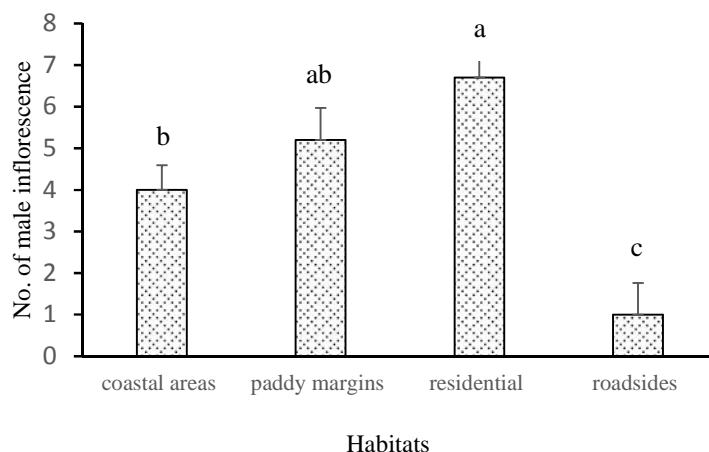 8
7
6
5
4
3
2
1
0
No. of male inflorescence
b
ab
a
c
coastal areas
paddy margins
residential
roadsides
Habitats